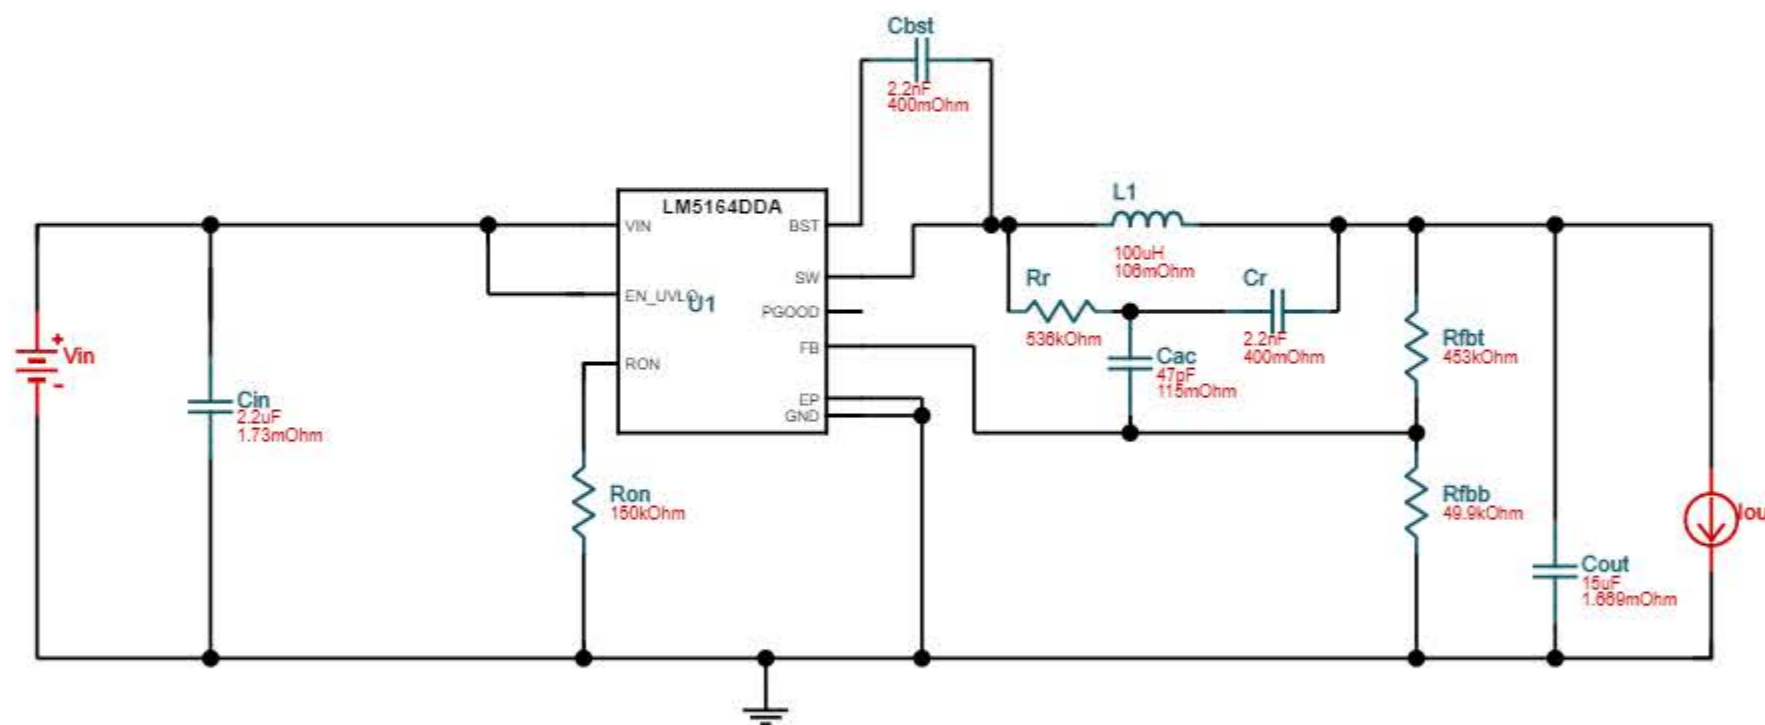 Cbst
2.2nF
400mOhm
LM5164DDA
VIN
BST
L1
100uH
106mOhm
SW
Rr
Cr
EN_UVLO
U1
PGOOD
536kOhm
2.2nF
400mOhm
Rfbt
453kOhm
FB
Cac
47pF
115mOhm
+
Vin
-
RON
EP
GND
Cin
2.2uF
1.73mOhm
Ron
150kOhm
Rfbb
49.9kOhm
Iou
Cout
15uF
1.669mOhm